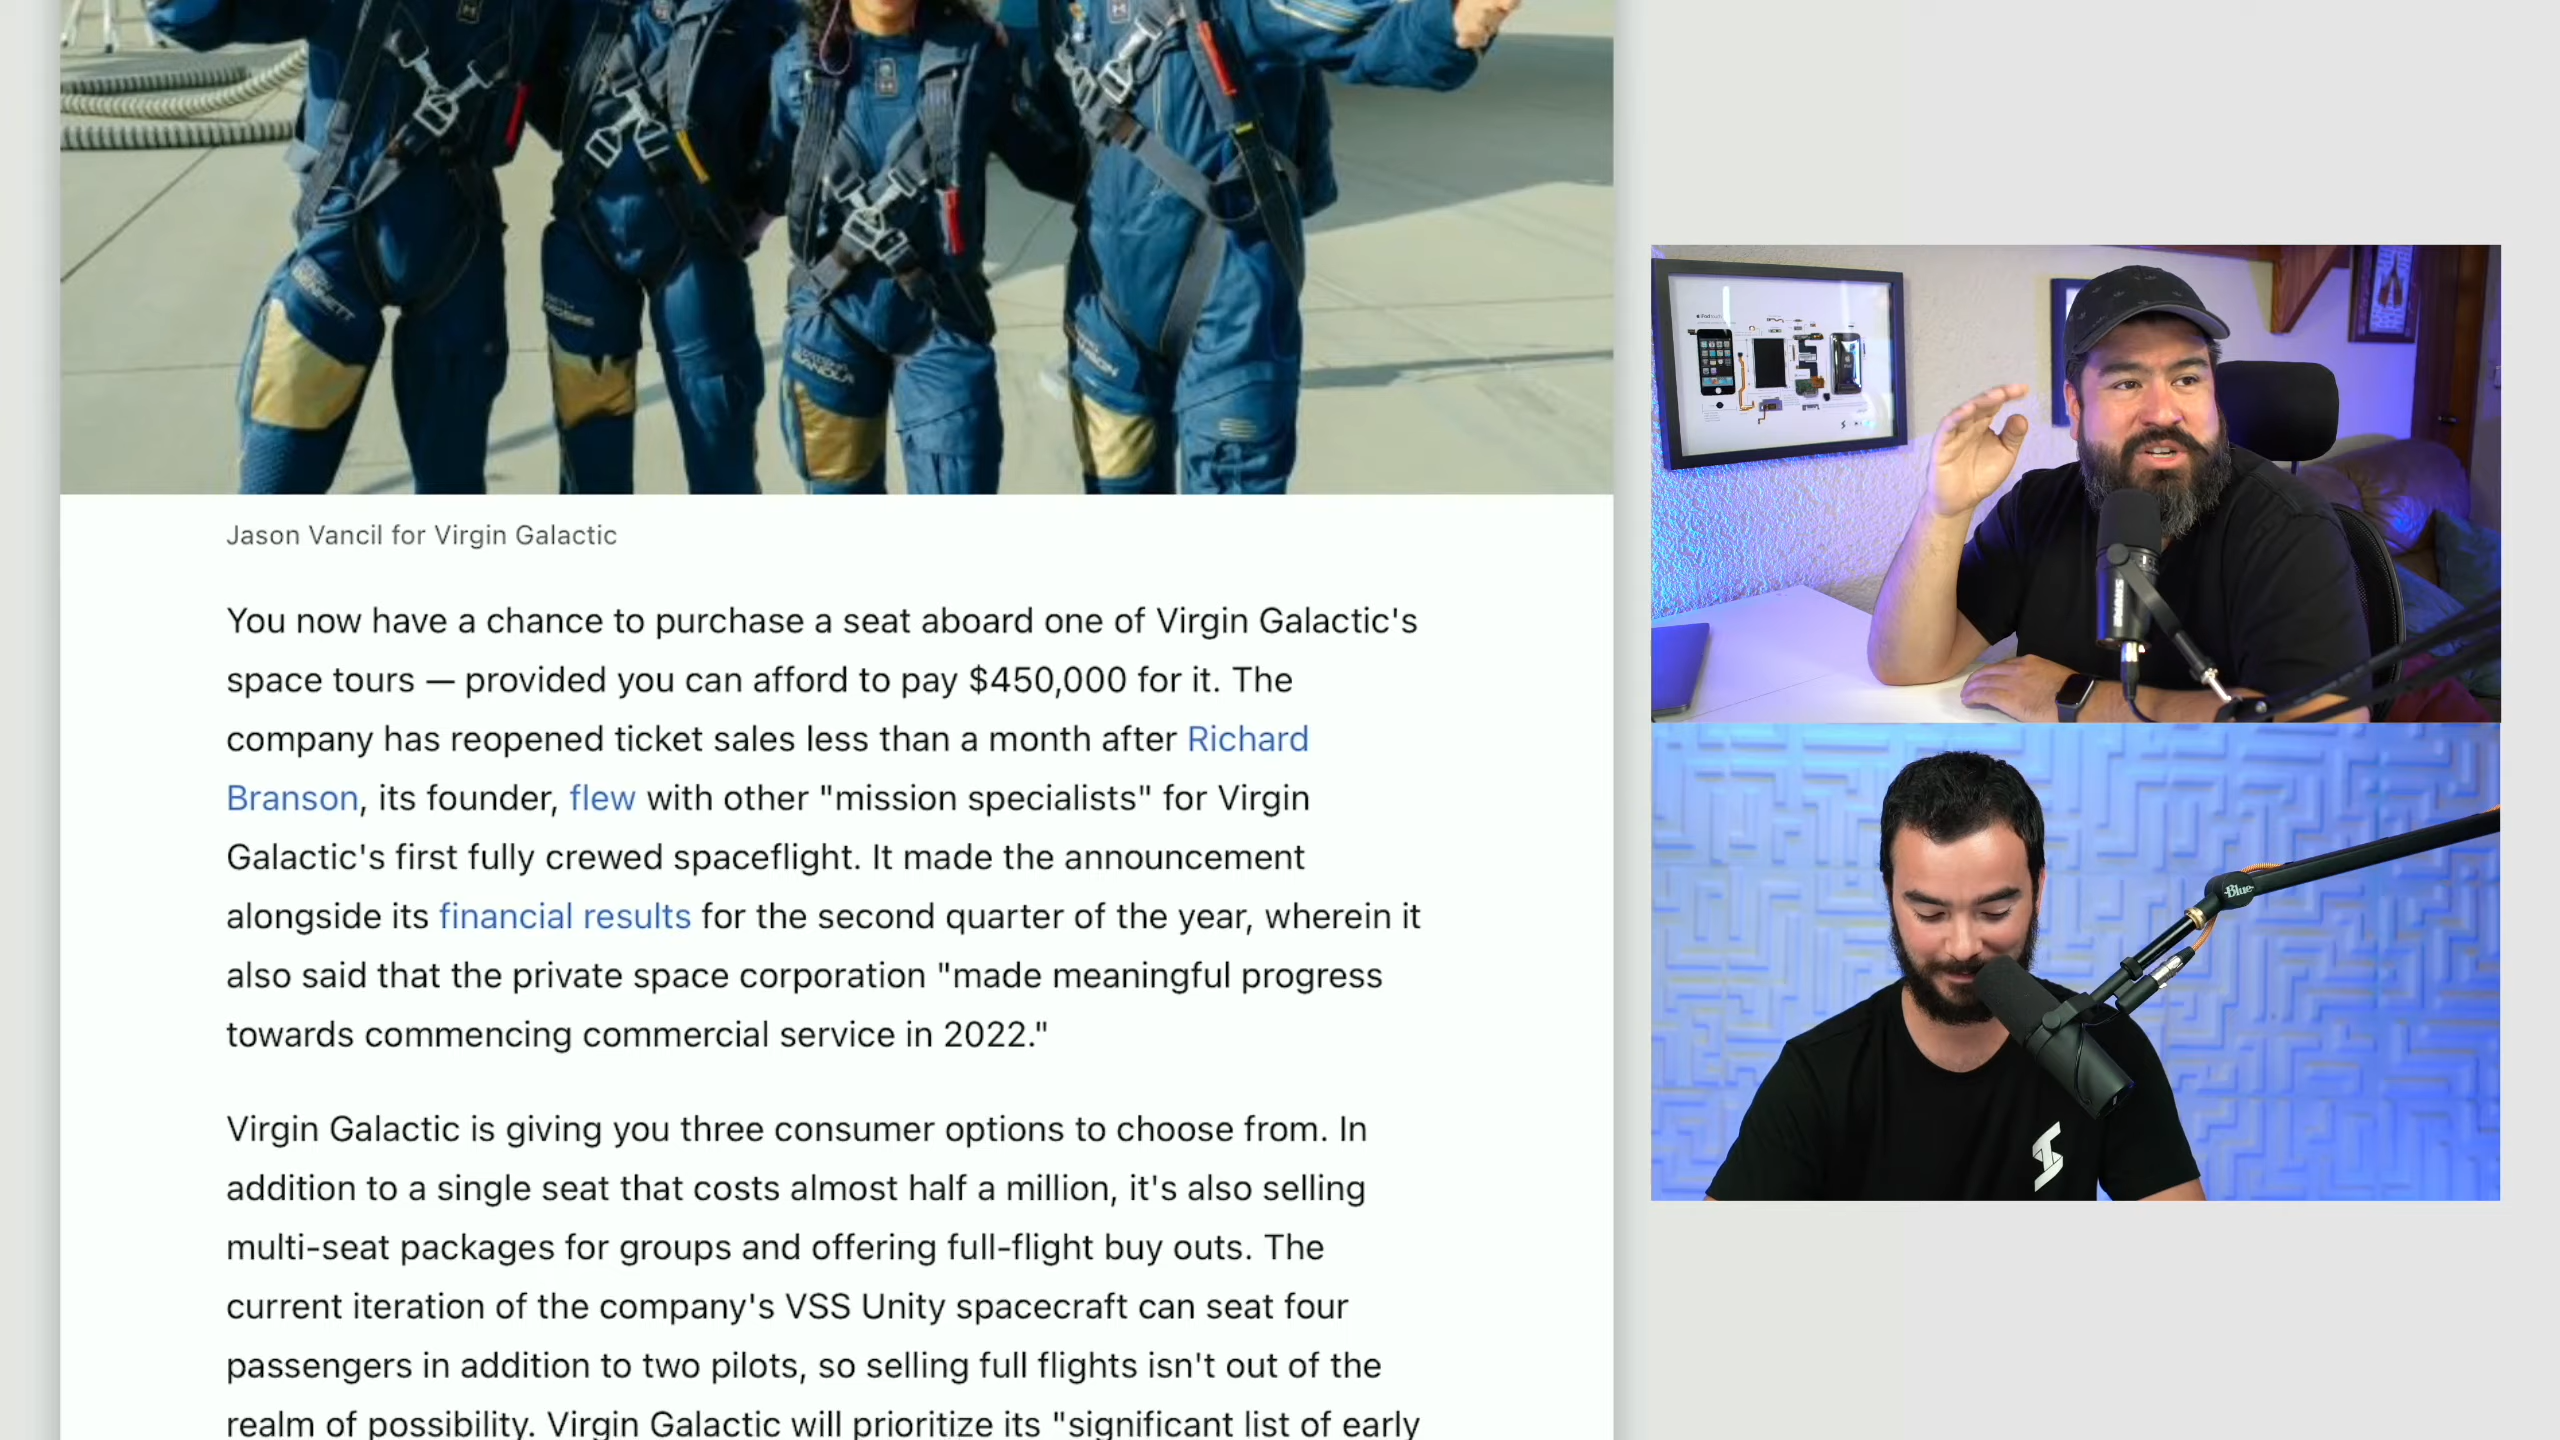 Jason Vancil for Virgin Galactic
You now have a chance to purchase a seat aboard one of Virgin Galactic's
space tours — provided you can afford to pay $450,000 for it. The
company has reopened ticket sales less than a month after Richard
Branson, its founder, flew with other "mission specialists" for Virgin
Galactic's first fully crewed spaceflight. It made the announcement
alongside its financial results for the second quarter of the year, wherein it
also said that the private space corporation "made meaningful progress
towards commencing commercial service in 2022."
Virgin Galactic is giving you three consumer options to choose from. In
addition to a single seat that costs almost half a million, it's also selling
multi-seat packages for groups and offering full-flight buy outs. The
current iteration of the company's VSS Unity spacecraft can seat four
passengers in addition to two pilots, so selling full flights isn't out of the
realm of possibility. Virgin Galactic will prioritize its "significant list of early
SHURE
Blue